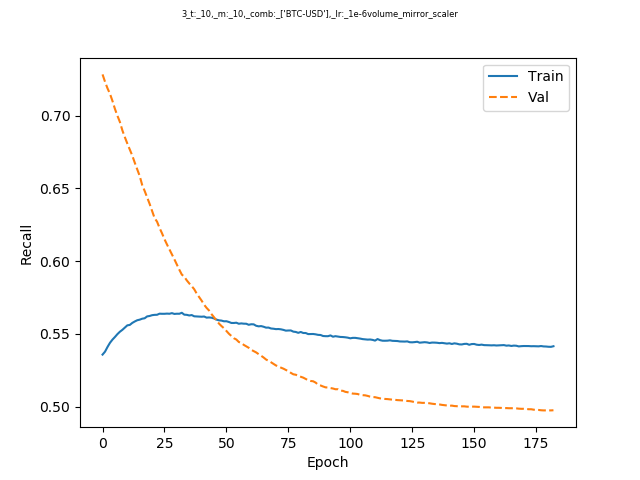 3_t:_10,_m:_10,_comb:_['BTC-USD'],_lr:_1e-6volume_mirror_scaler
Train
Val
0.70
0.65
0.60
0.55
0.50
Recall
0 25 50 75 100 125 150 175
Epoch